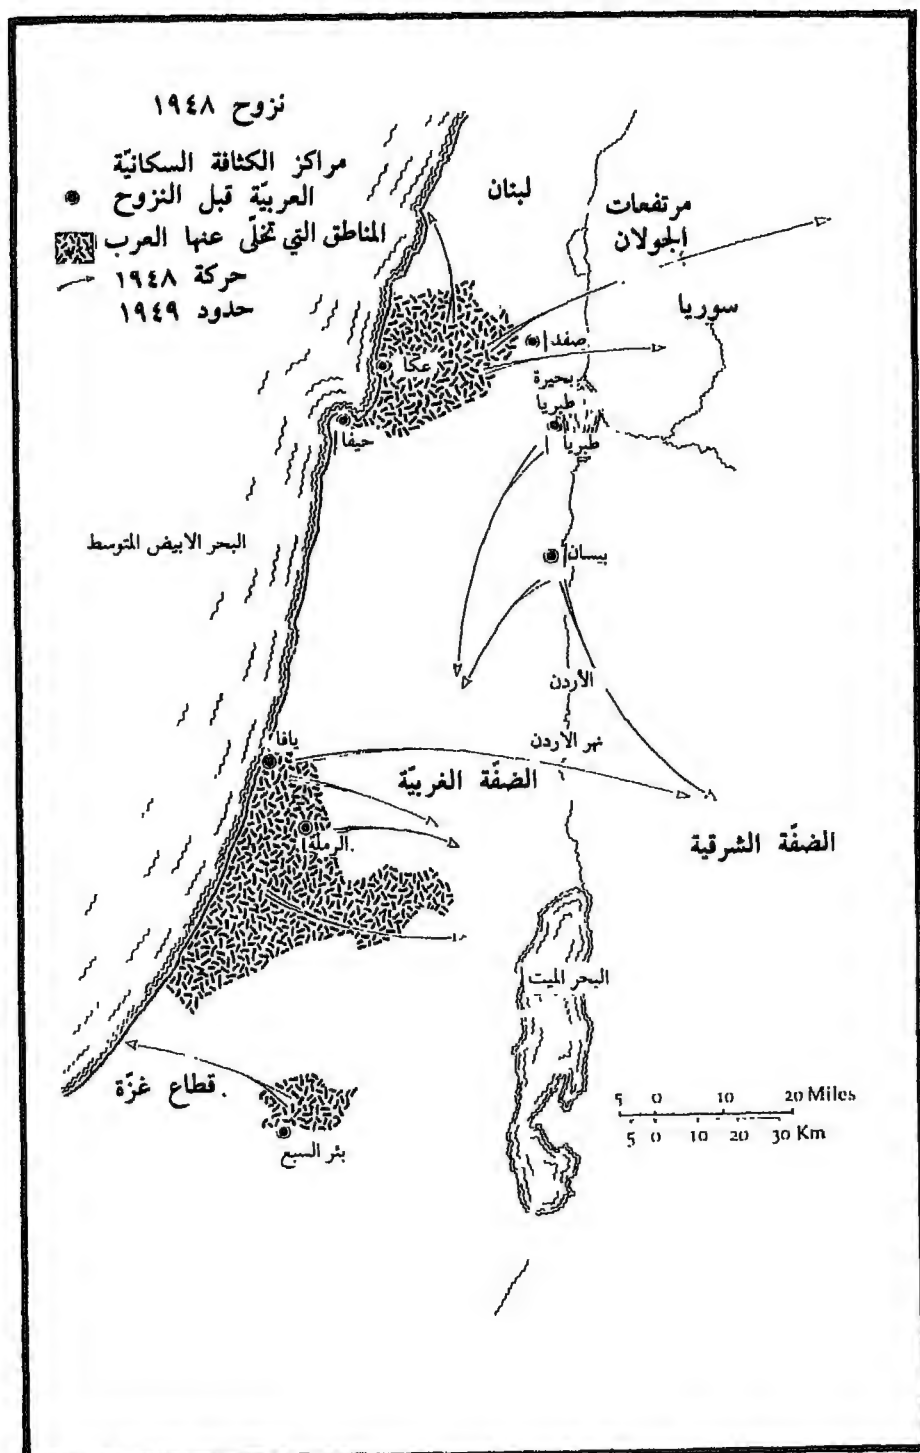 نزوح ١٩٤٨
مراكز الكثافة السكانيّة
العربيّة قبل النزوح
المناطق التي تخلّى عنها العرب
حركة ١٩٤٨
حدود ١٩٤٩
لبنان
مرتفعات
الجولان
سوريا
صفد
عكا
بحيرة
طبريا
طبريا
حيفا
البحر الابيض المتوسط
بيسان
الأردن
نهر الاردن
يافا
الضفّة الغربيّة
الضفّة الشرقية
الرملة.
البحر الميت
قطاع غزّة.
بئر السبع
5 0 10 20 Miles
5 0 10 20 30 Km